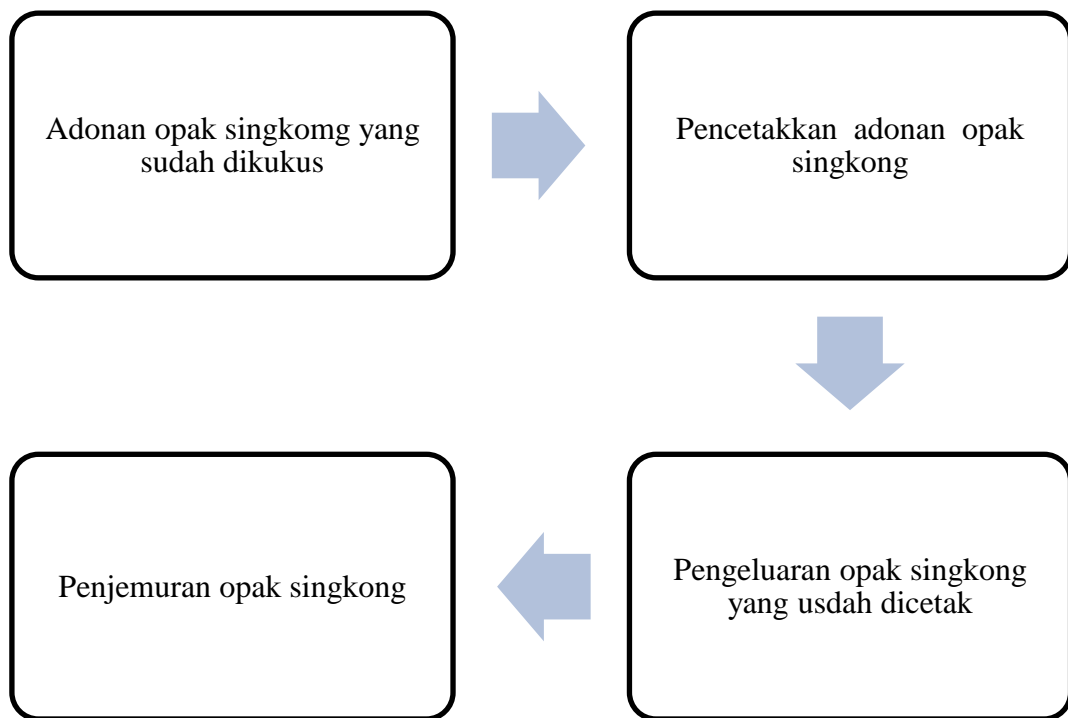 Adonan opak singkomg yang
sudah dikukus
Pencetakkan adonan opak
singkong
Pengeluaran opak singkong
yang usdah dicetak
Penjemuran opak singkong